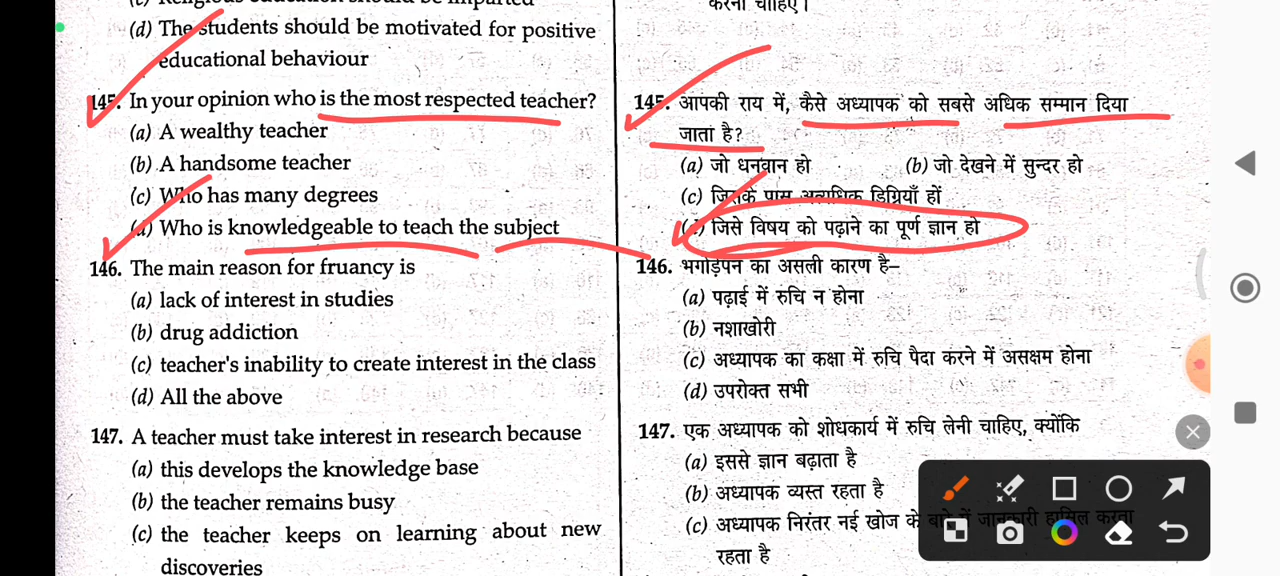 (d) The students should be motivated for positive
educational behaviour
145. In your opinion who is the most respected teacher?
(a) A wealthy teacher
(b) A handsome teacher
(c) Who has many degrees
(d) Who is knowledgeable to teach the subject
146. The main reason for fruancy is
(a) lack of interest in studies
(b) drug addiction
(c) teacher's inability to create interest in the class
(d) All the above
147. A teacher must take interest in research because
(a) this develops the knowledge base
(b) the teacher remains busy
(c) the teacher keeps on learning about new
discoveries
करना चाहिए।
145. आपकी राय में, कैसे अध्यापक को सबसे अधिक सम्मान दिया
जाता है?
(a) जो धनवान हो (b) जो देखने में सुन्दर हो
(c) जिसके पास अत्यधिक डिग्रियाँ हों
(d) जिसे विषय को पढ़ाने का पूर्ण ज्ञान हो
146. भगोड़ेपन का असली कारण है–
(a) पढ़ाई में रुचि न होना
(b) नशाखोरी
(c) अध्यापक का कक्षा में रुचि पैदा करने में असक्षम होना
(d) उपरोक्त सभी
147. एक अध्यापक को शोधकार्य में रुचि लेनी चाहिए, क्योंकि
(a) इससे ज्ञान बढ़ाता है
(b) अध्यापक व्यस्त रहता है
(c) अध्यापक निरंतर नई खोज के बारे में जानकारी हासिल करता
रहता है